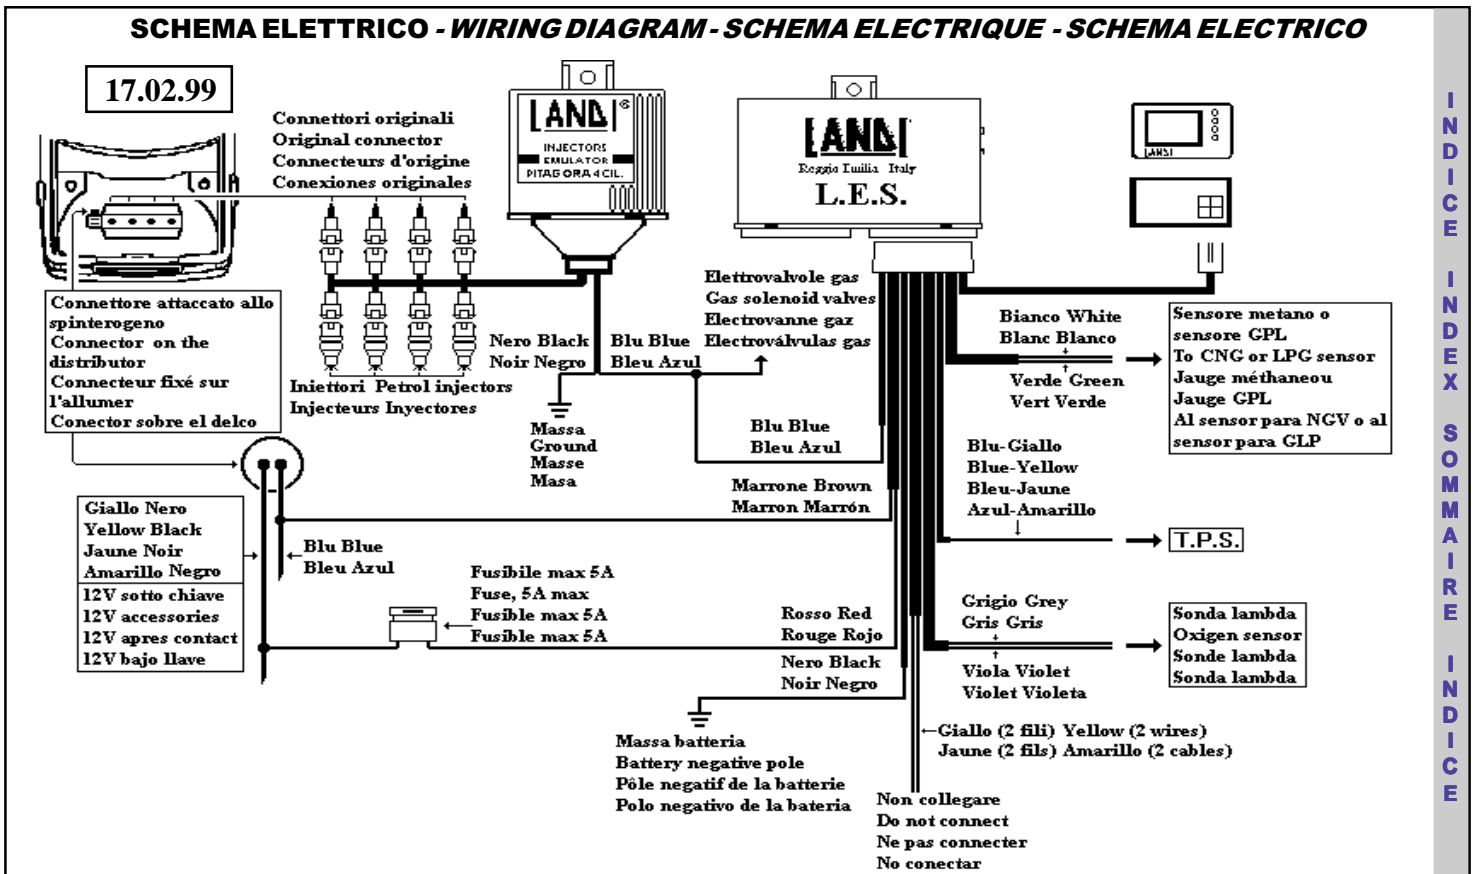 SCHEMA ELETTRICO - WIRING DIAGRAM - SCHEMA ELECTRIQUE - SCHEMA ELECTRICO
17.02.99
Connettori originali
Original connector
Connecteurs d'origine
Conexiones originales
LANDI®
INJECTORS
EMULATOR
PITAGORA 4 CIL.
LANDI
Reggio Emilia Italy
L.E.S.
LANDI
Connettore attaccato allo
spinterogeno
Connector on the
distributor
Connecteur fixé sur
l'allumer
Conector sobre el delco
Iniettori Petrol injectors
Injecteurs Inyectores
Nero Black
Noir Negro
Blu Blue
Bleu Azul
Massa
Ground
Masse
Masa
Elettrovalvole gas
Gas solenoid valves
Electrovanne gaz
Electroválvulas gas
Blu Blue
Bleu Azul
Marrone Brown
Marron Marrón
Bianco White
Blanc Blanco
Verde Green
Vert Verde
Sensore metano o
sensore GPL
To CNG or LPG sensor
Jauge méthaneou
Jauge GPL
Al sensor para NGV o al
sensor para GLP
Blu-Giallo
Blue-Yellow
Bleu-Jaune
Azul-Amarillo
T.P.S.
Giallo Nero
Yellow Black
Jaune Noir
Amarillo Negro
12V sotto chiave
12V accessories
12V apres contact
12V bajo llave
Blu Blue
Bleu Azul
Fusibile max 5A
Fuse, 5A max
Fusible max 5A
Fusible max 5A
Rosso Red
Rouge Rojo
Nero Black
Noir Negro
Grigio Grey
Gris Gris
Viola Violet
Violet Violeta
Sonda lambda
Oxigen sensor
Sonde lambda
Sonda lambda
Massa batteria
Battery negative pole
Pôle negatif de la batterie
Polo negativo de la bateria
Giallo (2 fili) Yellow (2 wires)
Jaune (2 fils) Amarillo (2 cables)
Non collegare
Do not connect
Ne pas connecter
No conectar
INDICE INDEX SOMMAIRE INDICE